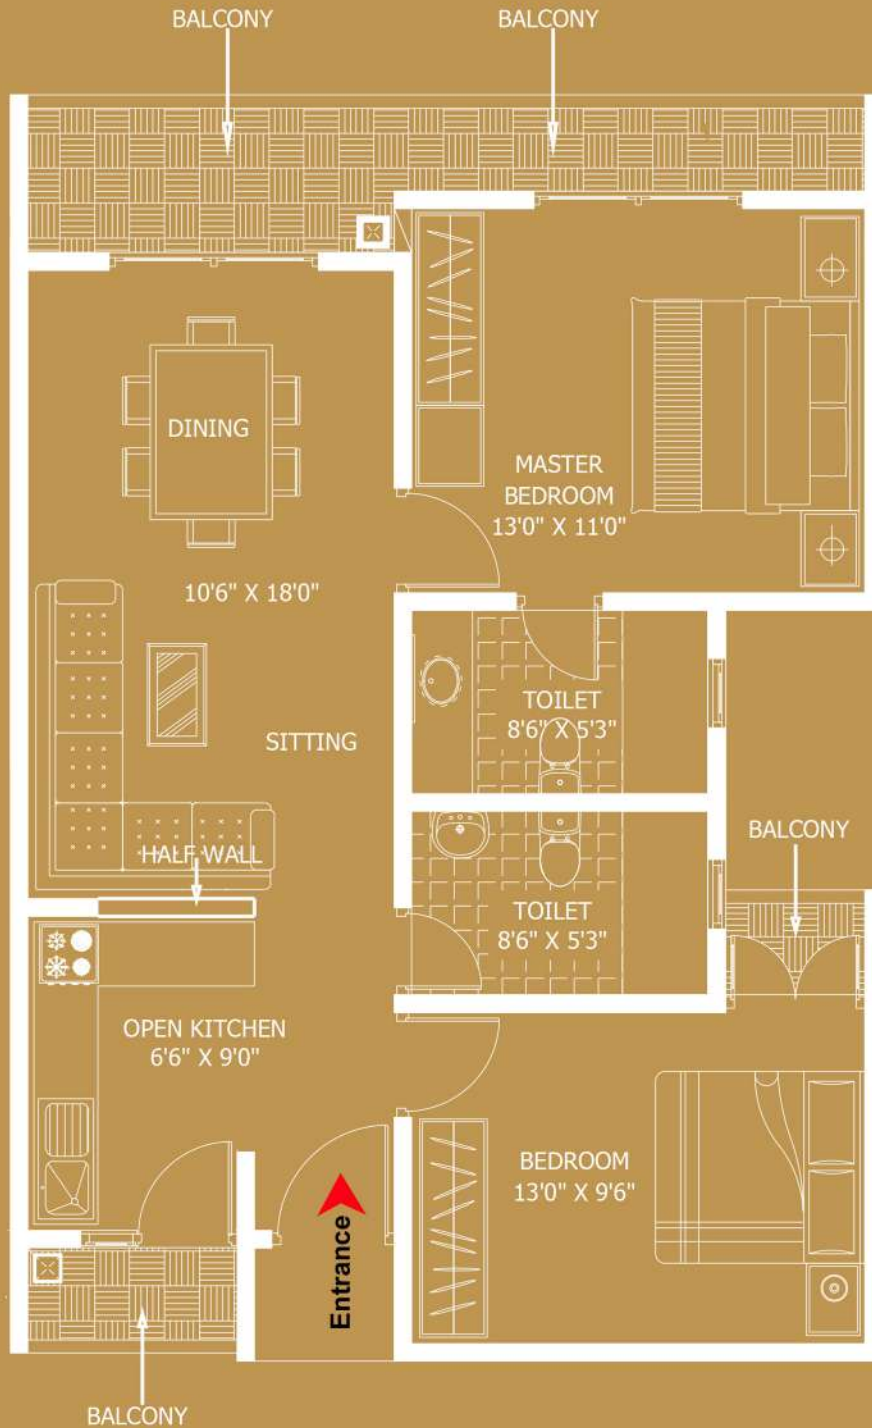 BALCONY
BALCONY
DINING
MASTER
BEDROOM
13'0" X 11'0"
10'6" X 18'0"
TOILET
8'6" X 5'3"
SITTING
BALCONY
HALF WALL
TOILET
8'6" X 5'3"
OPEN KITCHEN
6'6" X 9'0"
BEDROOM
13'0" X 9'6"
Entrance
BALCONY